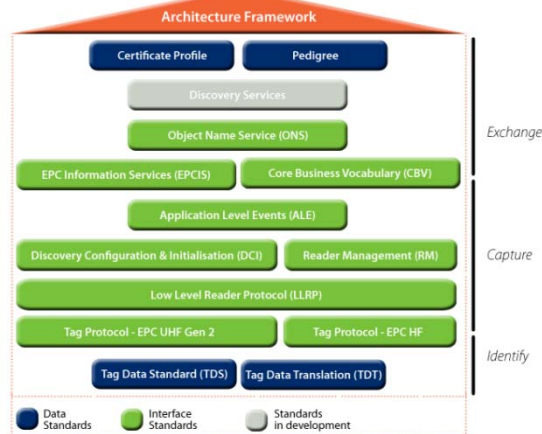 Architecture Framework
Certificate Profile
Pedigree
Discovery Services
Object Name Service (ONS)
Exchange
EPC Information Services (EPCIS)
Core Business Vocabulary (CBV)
Application Level Events (ALE)
Discovery Configuration & Initialisation (DCI)
Reader Management (RM)
Capture
Low Level Reader Protocol (LLRP)
Tag Protocol - EPC UHF Gen 2
Tag Protocol - EPC HF
Identify
Tag Data Standard (TDS)
Tag Data Translation (TDT)
Data
Standards
Interface
Standards
Standards
in development